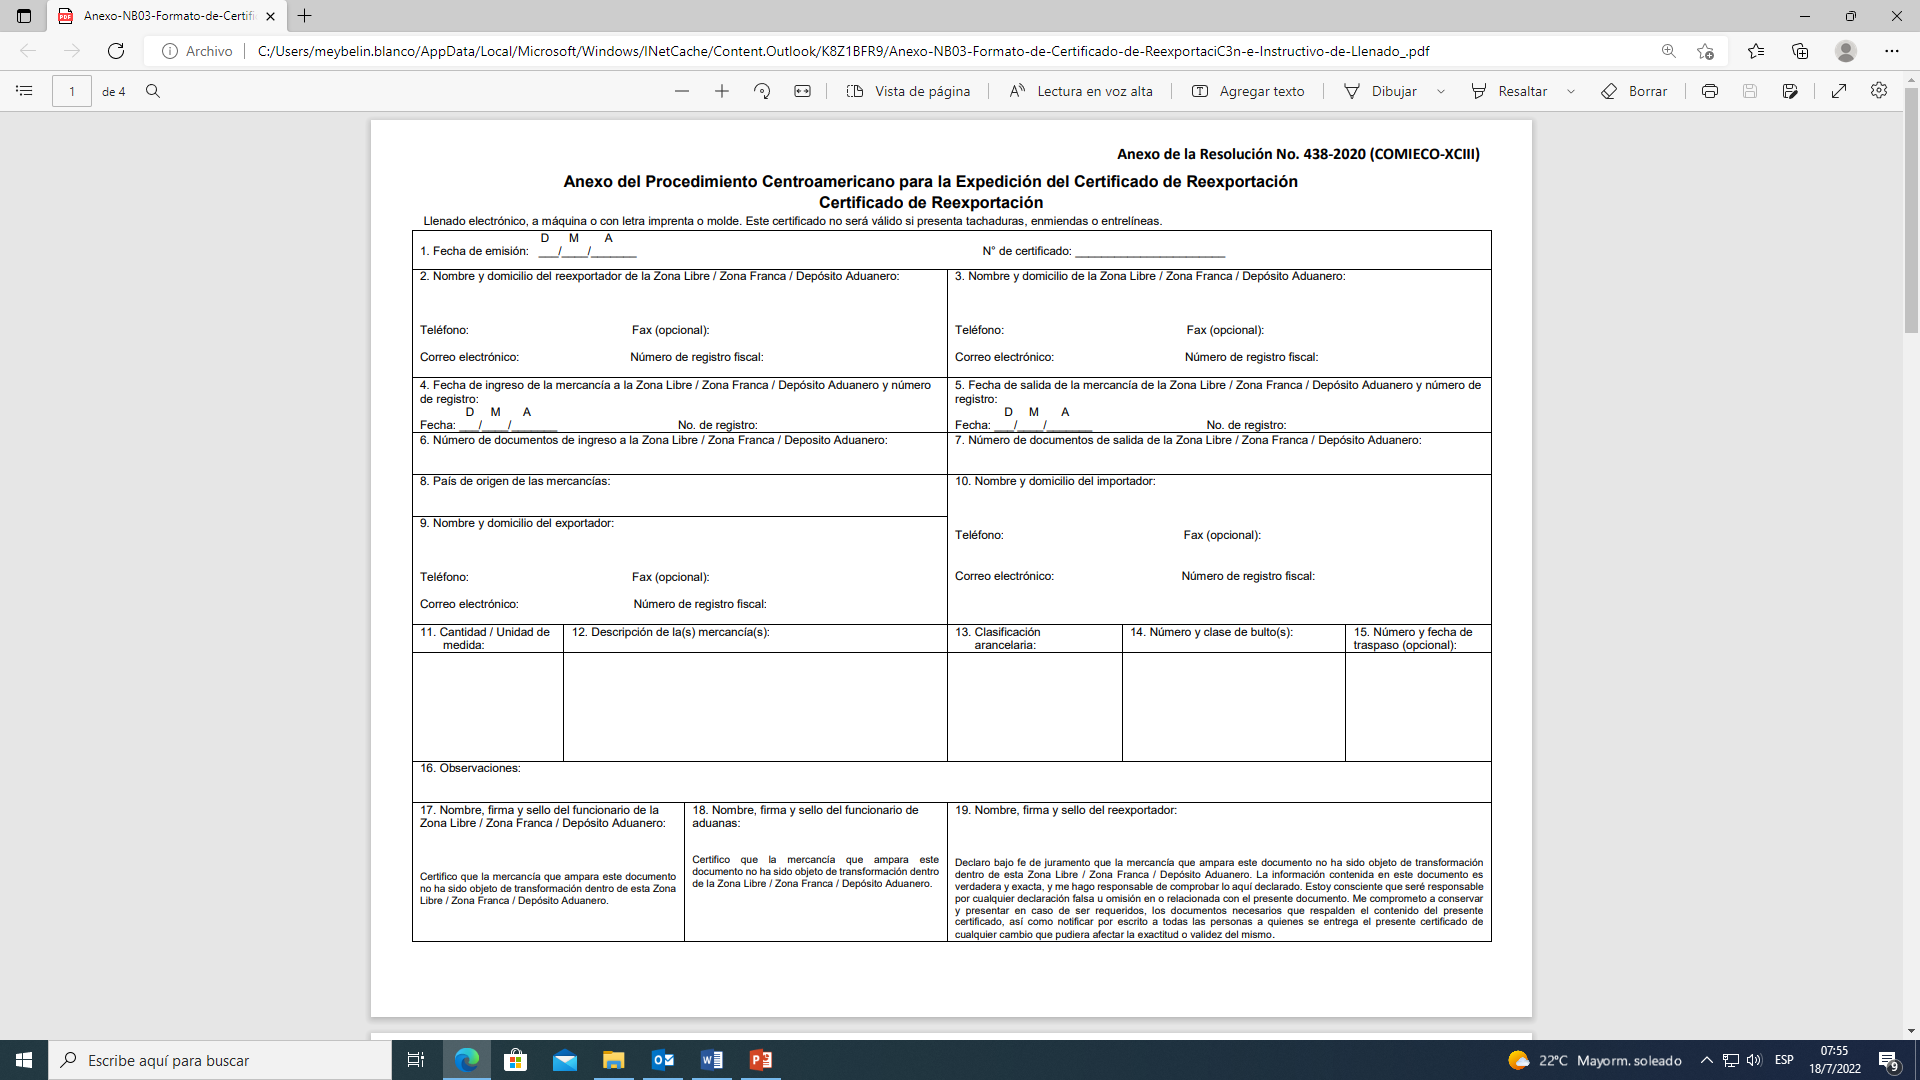 Anexo-NB03-Formato-de-Certifi
Archivo
C:/Users/meybelin.blanco/AppData/Local/Microsoft/Windows/INetCache/Content.Outlook/K8Z1BFR9/Anexo-NB03-Formato-de-Certificado-de-ReexportaciC3n-e-Instructivo-de-Llenado_.pdf
1 de 4
Vista de página
Lectura en voz alta
Agregar texto
Dibujar
Resaltar
Borrar
Anexo de la Resolución No. 438-2020 (COMIECO-XCIII)
Anexo del Procedimiento Centroamericano para la Expedición del Certificado de Reexportación
Certificado de Reexportación
Llenado electrónico, a máquina o con letra imprenta o molde. Este certificado no será válido si presenta tachaduras, enmiendas o entrelíneas.
D M A
1. Fecha de emisión: ___/____/_______ N° de certificado: _______________________
2. Nombre y domicilio del reexportador de la Zona Libre / Zona Franca / Depósito Aduanero:
Teléfono: Fax (opcional):
Correo electrónico: Número de registro fiscal:
3. Nombre y domicilio de la Zona Libre / Zona Franca / Depósito Aduanero:
Teléfono: Fax (opcional):
Correo electrónico: Número de registro fiscal:
4. Fecha de ingreso de la mercancía a la Zona Libre / Zona Franca / Depósito Aduanero y número
de registro:
D M A
Fecha: ___/____/_______ No. de registro:
5. Fecha de salida de la mercancía de la Zona Libre / Zona Franca / Depósito Aduanero y número de
registro:
D M A
Fecha: ___/____/_______ No. de registro:
6. Número de documentos de ingreso a la Zona Libre / Zona Franca / Deposito Aduanero:
7. Número de documentos de salida de la Zona Libre / Zona Franca / Depósito Aduanero:
8. País de origen de las mercancías:
9. Nombre y domicilio del exportador:
Teléfono: Fax (opcional):
Correo electrónico: Número de registro fiscal:
10. Nombre y domicilio del importador:
Teléfono: Fax (opcional):
Correo electrónico: Número de registro fiscal:
11. Cantidad / Unidad de
medida:
12. Descripción de la(s) mercancía(s):
13. Clasificación
arancelaria:
14. Número y clase de bulto(s):
15. Número y fecha de
traspaso (opcional):
16. Observaciones:
17. Nombre, firma y sello del funcionario de la
Zona Libre / Zona Franca / Depósito Aduanero:
Certifico que la mercancía que ampara este documento
no ha sido objeto de transformación dentro de esta Zona
Libre / Zona Franca / Depósito Aduanero.
18. Nombre, firma y sello del funcionario de
aduanas:
Certifico que la mercancía que ampara este
documento no ha sido objeto de transformación dentro
de la Zona Libre / Zona Franca / Depósito Aduanero.
19. Nombre, firma y sello del reexportador:
Declaro bajo fe de juramento que la mercancía que ampara este documento no ha sido objeto de transformación
dentro de esta Zona Libre / Zona Franca / Depósito Aduanero. La información contenida en este documento es
verdadera y exacta, y me hago responsable de comprobar lo aquí declarado. Estoy consciente que seré responsable
por cualquier declaración falsa u omisión en o relacionada con el presente documento. Me comprometo a conservar
y presentar en caso de ser requeridos, los documentos necesarios que respalden el contenido del presente
certificado, así como notificar por escrito a todas las personas a quienes se entrega el presente certificado de
cualquier cambio que pudiera afectar la exactitud o validez del mismo.
Escribe aquí para buscar
22°C Mayorm. soleado
ESP
07:55
18/7/2022
9